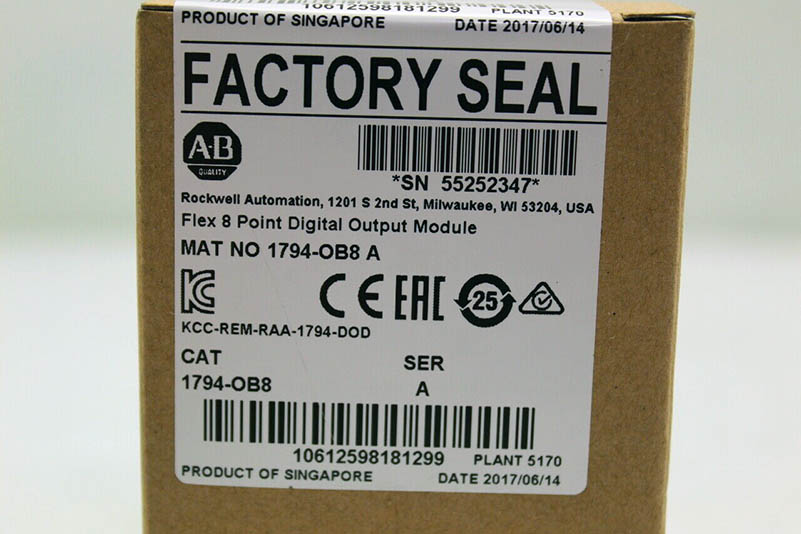 10612598181299 PLANT 5170
PRODUCT OF SINGAPORE DATE 2017/06/14
FACTORY SEAL
A-B
QUALITY
*SN 55252347*
Rockwell Automation, 1201 S 2nd St, Milwaukee, WI 53204, USA
Flex 8 Point Digital Output Module
MAT NO 1794-OB8 A
CE EAC 25
KCC-REM-RAA-1794-DOD
CAT SER
1794-OB8 A
10612598181299 PLANT 5170
PRODUCT OF SINGAPORE DATE 2017/06/14